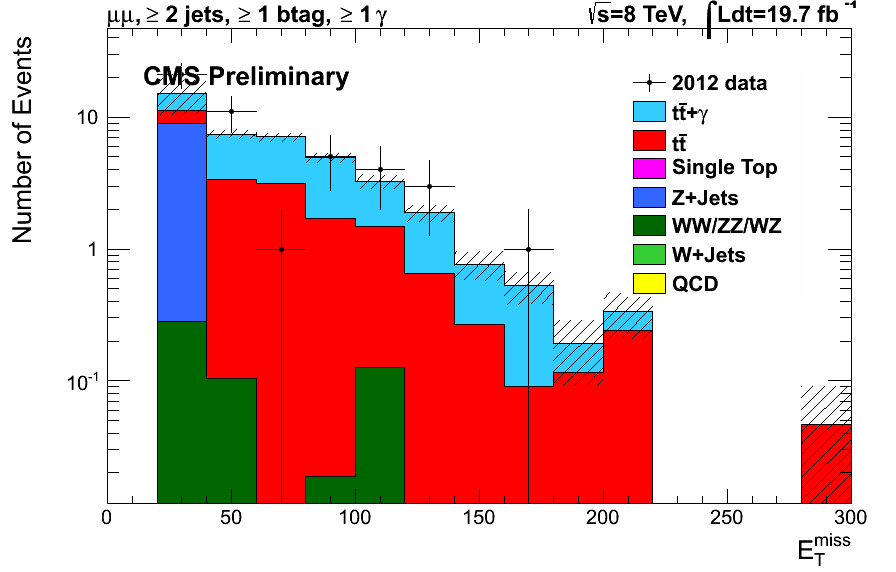 μμ, ≥ 2 jets, ≥ 1 btag, ≥ 1 γ
√s=8 TeV, ∫Ldt=19.7 fb⁻¹
CMS Preliminary
2012 data
tt̄+γ
tt̄
Single Top
Z+Jets
WW/ZZ/WZ
W+Jets
QCD
Number of Events
10
1
10⁻¹
0 50 100 150 200 250 300
E_T^miss